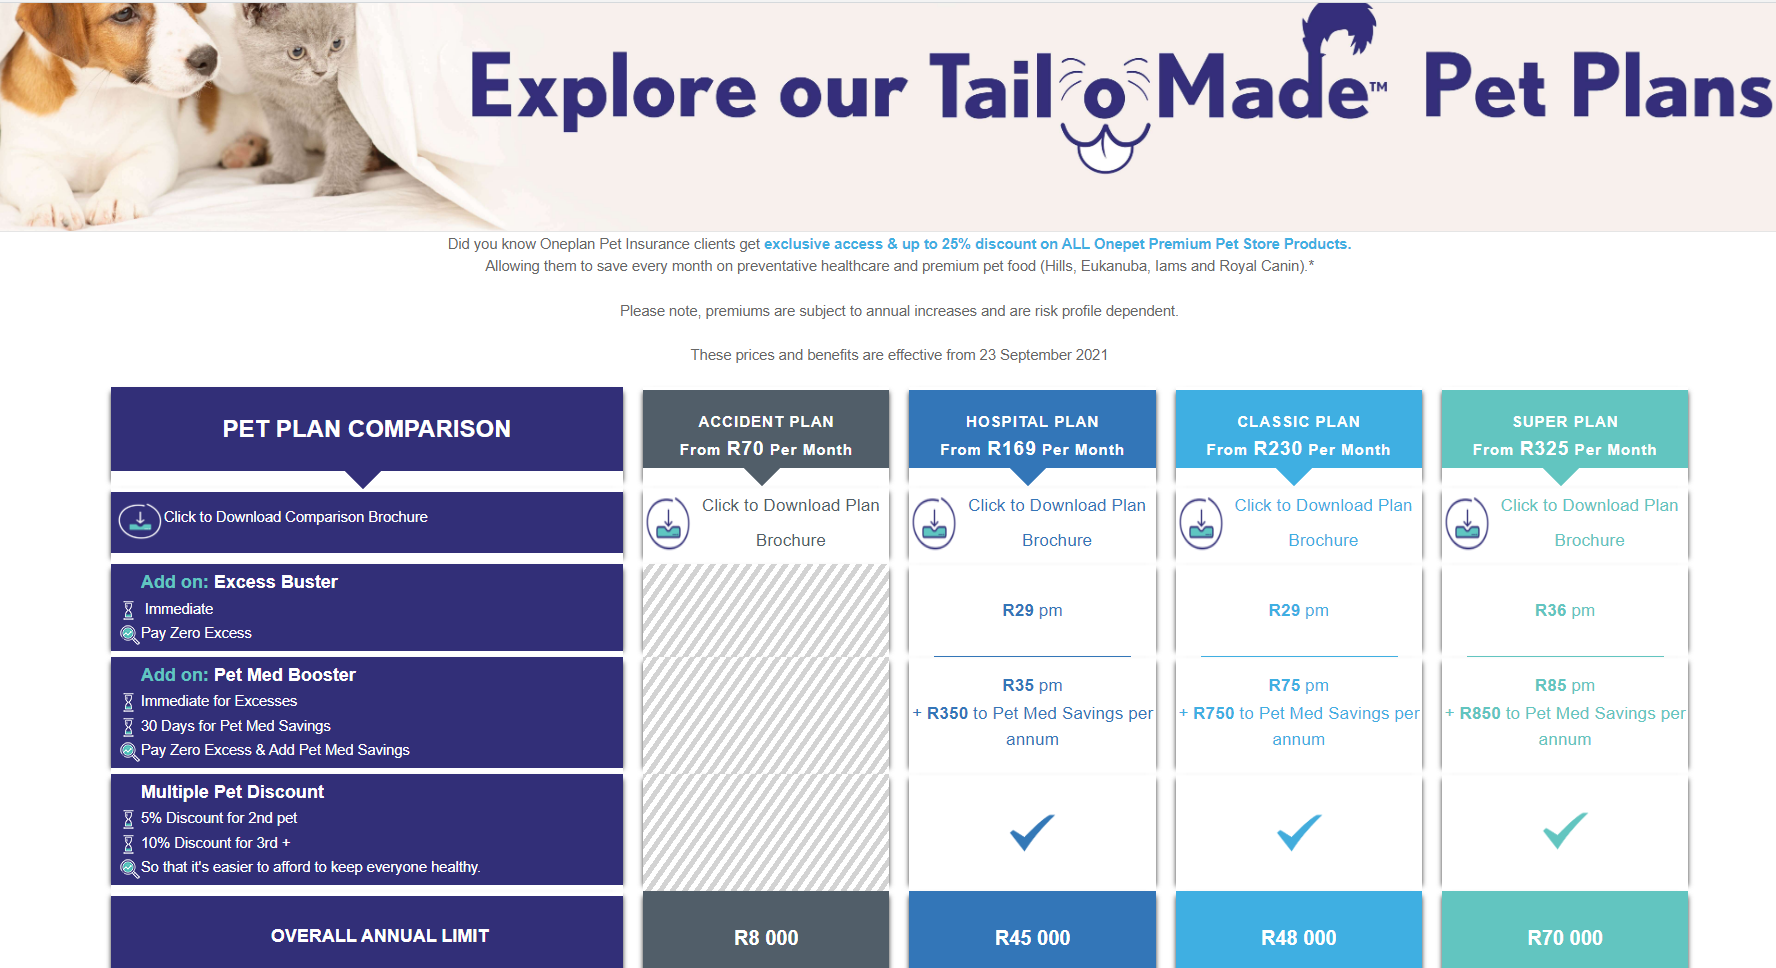 Explore our Tail o Made™ Pet Plans
Did you know Oneplan Pet Insurance clients get exclusive access & up to 25% discount on ALL Onepet Premium Pet Store Products.
Allowing them to save every month on preventative healthcare and premium pet food (Hills, Eukanuba, Iams and Royal Canin).*
Please note, premiums are subject to annual increases and are risk profile dependent.
These prices and benefits are effective from 23 September 2021
PET PLAN COMPARISON
ACCIDENT PLAN
From R70 Per Month
HOSPITAL PLAN
From R169 Per Month
CLASSIC PLAN
From R230 Per Month
SUPER PLAN
From R325 Per Month
Click to Download Comparison Brochure
Click to Download Plan
Brochure
Click to Download Plan
Brochure
Click to Download Plan
Brochure
Click to Download Plan
Brochure
Add on: Excess Buster
Immediate
Pay Zero Excess
R29 pm
R29 pm
R36 pm
Add on: Pet Med Booster
Immediate for Excesses
30 Days for Pet Med Savings
Pay Zero Excess & Add Pet Med Savings
R35 pm
+ R350 to Pet Med Savings per
annum
R75 pm
+ R750 to Pet Med Savings per
annum
R85 pm
+ R850 to Pet Med Savings per
annum
Multiple Pet Discount
5% Discount for 2nd pet
10% Discount for 3rd +
So that it's easier to afford to keep everyone healthy.
OVERALL ANNUAL LIMIT
R8 000
R45 000
R48 000
R70 000